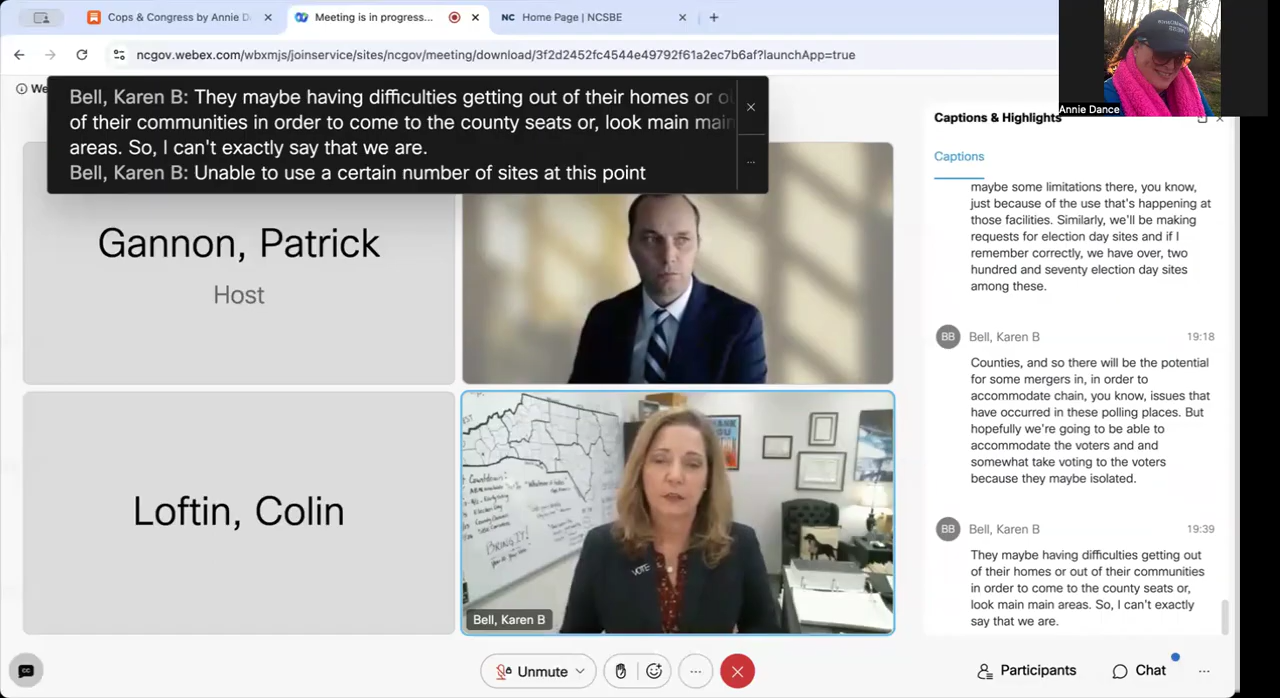 Cops & Congress by Annie D
Meeting is in progress...
NC Home Page | NCSBE
ncgov.webex.com/wbxmjs/joinservice/sites/ncgov/meeting/download/3f2d2452fc4544e49792f61a2ec7b6af?launchApp=true
Annie Dance
We
Bell, Karen B: They maybe having difficulties getting out of their homes or ou
of their communities in order to come to the county seats or, look main main
areas. So, I can't exactly say that we are.
Bell, Karen B: Unable to use a certain number of sites at this point
Gannon, Patrick
Host
Loftin, Colin
BRING IT!
VOTE
Bell, Karen B
Captions & Highlights
Captions
maybe some limitations there, you know,
just because of the use that's happening at
those facilities. Similarly, we'll be making
requests for election day sites and if I
remember correctly, we have over, two
hundred and seventy election day sites
among these.
BB Bell, Karen B 19:18
Counties, and so there will be the potential
for some mergers in, in order to
accommodate chain, you know, issues that
have occurred in these polling places. But
hopefully we're going to be able to
accommodate the voters and and
somewhat take voting to the voters
because they maybe isolated.
BB Bell, Karen B 19:39
They maybe having difficulties getting out
of their homes or out of their communities
in order to come to the county seats or,
look main main areas. So, I can't exactly
say that we are.
CC
Unmute
Participants
Chat